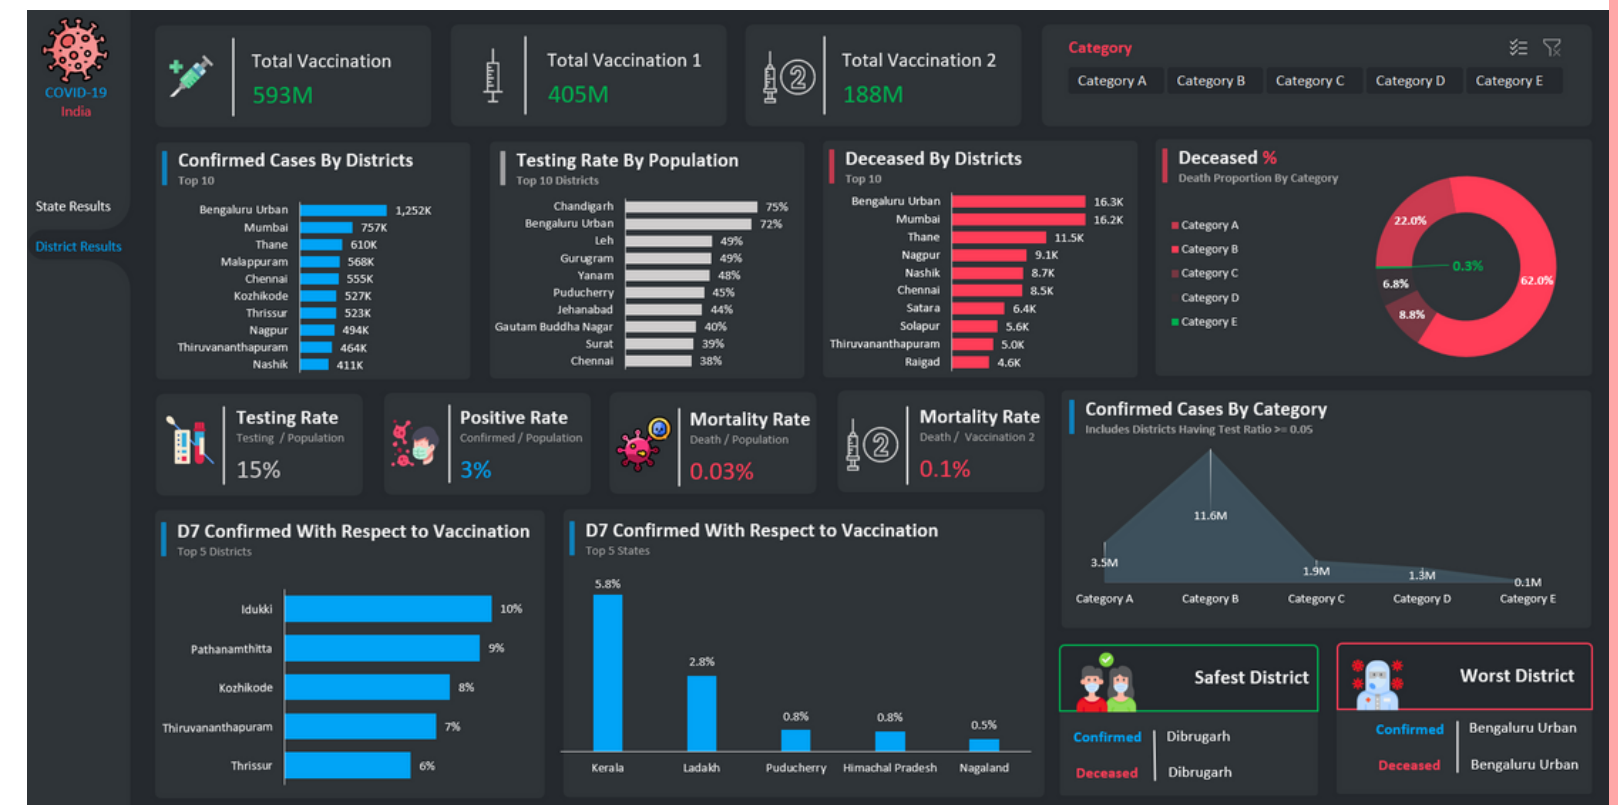 COVID-19
India
State Results
District Results
Total Vaccination
593M
Total Vaccination 1
405M
2
Total Vaccination 2
188M
Category
Category A
Category B
Category C
Category D
Category E
Confirmed Cases By Districts
Top 10
Bengaluru Urban 1,252K
Mumbai 757K
Thane 610K
Malappuram 568K
Chennai 555K
Kozhikode 527K
Thrissur 523K
Nagpur 494K
Thiruvananthapuram 464K
Nashik 411K
Testing Rate By Population
Top 10 Districts
Chandigarh 75%
Bengaluru Urban 72%
Leh 49%
Gurugram 49%
Yanam 48%
Puducherry 45%
Jehanabad 44%
Gautam Buddha Nagar 40%
Surat 39%
Chennai 38%
Deceased By Districts
Top 10
Bengaluru Urban 16.3K
Mumbai 16.2K
Thane 11.5K
Nagpur 9.1K
Nashik 8.7K
Chennai 8.5K
Satara 6.4K
Solapur 5.6K
Thiruvananthapuram 5.0K
Raigad 4.6K
Deceased %
Death Proportion By Category
Category A
Category B
Category C
Category D
Category E
22.0%
0.3%
6.8%
62.0%
8.8%
Testing Rate
Testing / Population
15%
Positive Rate
Confirmed / Population
3%
Mortality Rate
Death / Population
0.03%
2
Mortality Rate
Death / Vaccination 2
0.1%
Confirmed Cases By Category
Includes Districts Having Test Ratio >= 0.05
11.6M
3.5M
1.9M
1.3M
0.1M
Category A
Category B
Category C
Category D
Category E
D7 Confirmed With Respect to Vaccination
Top 5 Districts
Idukki 10%
Pathanamthitta 9%
Kozhikode 8%
Thiruvananthapuram 7%
Thrissur 6%
D7 Confirmed With Respect to Vaccination
Top 5 States
5.8%
2.8%
0.8%
0.8%
0.5%
Kerala
Ladakh
Puducherry
Himachal Pradesh
Nagaland
Safest District
Confirmed Dibrugarh
Deceased Dibrugarh
Worst District
Confirmed Bengaluru Urban
Deceased Bengaluru Urban